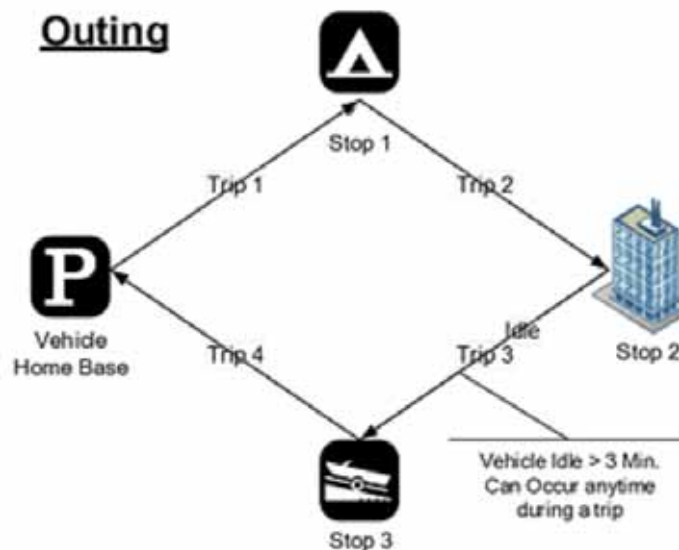 Outing
Stop 1
Trip 1
Trip 2
P
Vehicle
Home Base
Idle
Trip 3
Stop 2
Trip 4
Vehicle Idle > 3 Min.
Can Occur anytime
during a trip
Stop 3